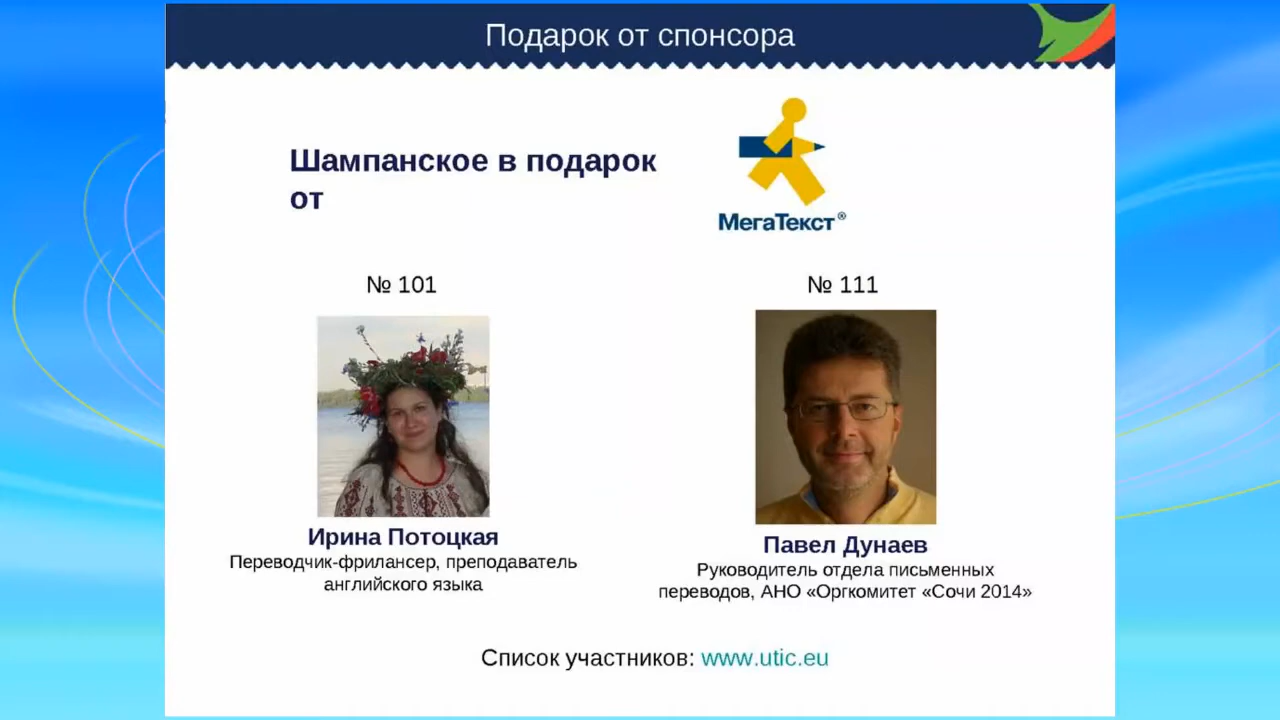 Подарок от спонсора
Шампанское в подарок
от
МегаТекст®
№ 101
№ 111
Ирина Потоцкая
Переводчик-фрилансер, преподаватель
английского языка
Павел Дунаев
Руководитель отдела письменных
переводов, АНО «Оргкомитет «Сочи 2014»
Список участников: www.utic.eu